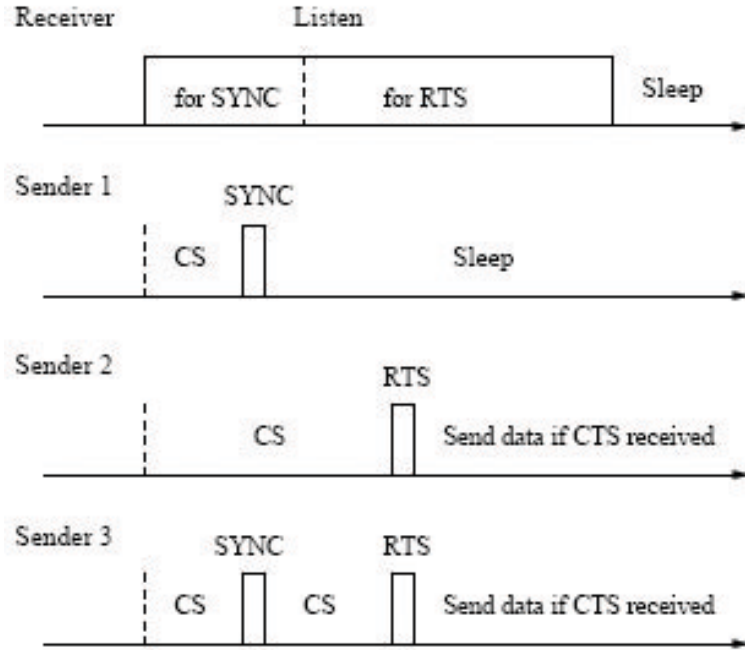 Receiver Listen
for SYNC for RTS Sleep
Sender 1
SYNC
CS Sleep
Sender 2
RTS
CS Send data if CTS received
Sender 3
SYNC RTS
CS CS Send data if CTS received